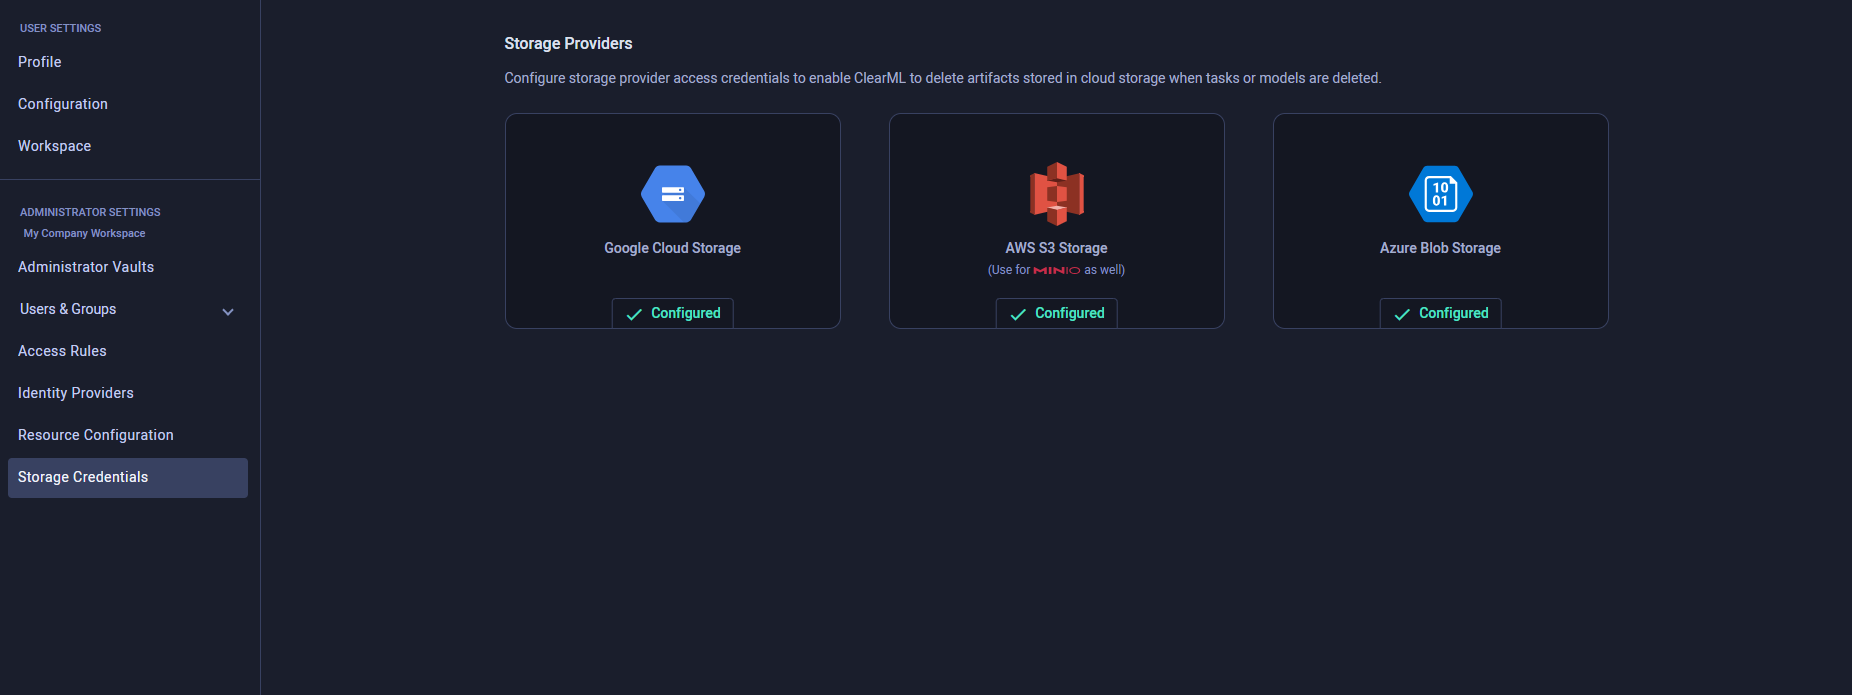 USER SETTINGS
Profile
Configuration
Workspace
ADMINISTRATOR SETTINGS
My Company Workspace
Administrator Vaults
Users & Groups
Access Rules
Identity Providers
Resource Configuration
Storage Credentials
Storage Providers
Configure storage provider access credentials to enable ClearML to delete artifacts stored in cloud storage when tasks or models are deleted.
Google Cloud Storage
Configured
AWS S3 Storage
(Use for MINIO as well)
Configured
10
01
Azure Blob Storage
Configured